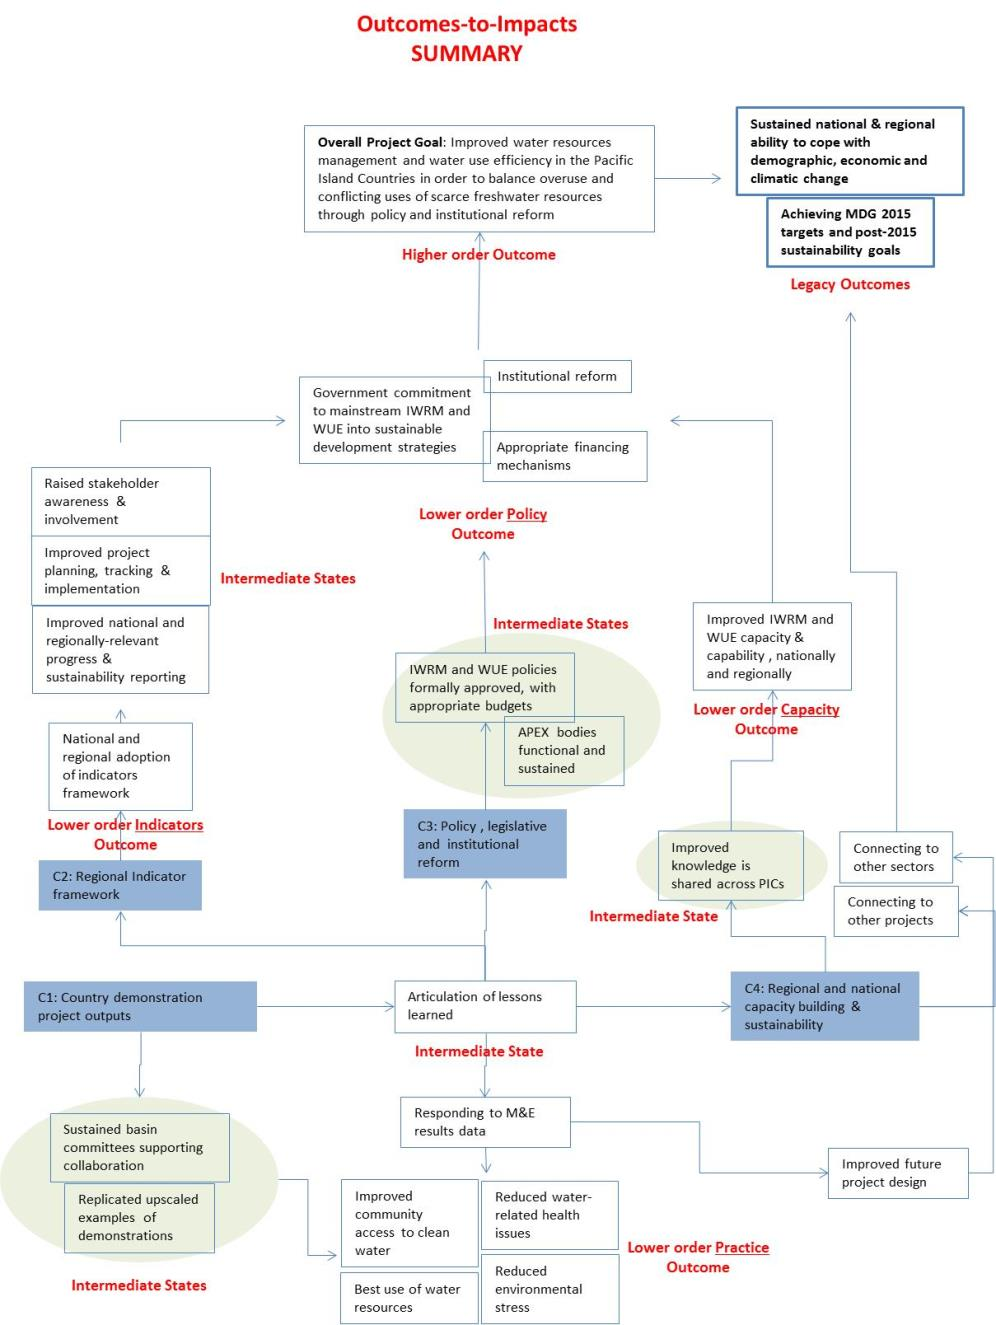 Outcomes-to-Impacts
SUMMARY
Overall Project Goal: Improved water resources
management and water use efficiency in the Pacific
Island Countries in order to balance overuse and
conflicting uses of scarce freshwater resources
through policy and institutional reform
Sustained national & regional
ability to cope with
demographic, economic and
climatic change
Achieving MDG 2015
targets and post-2015
sustainability goals
Higher order Outcome
Legacy Outcomes
Institutional reform
Government commitment
to mainstream IWRM and
WUE into sustainable
development strategies
Appropriate financing
mechanisms
Lower order Policy
Outcome
Raised stakeholder
awareness &
involvement
Improved project
planning, tracking &
implementation
Improved national and
regionally-relevant
progress &
sustainability reporting
Intermediate States
Intermediate States
IWRM and WUE policies
formally approved, with
appropriate budgets
APEX bodies
functional and
sustained
Improved IWRM and
WUE capacity &
capability , nationally
and regionally
Lower order Capacity
Outcome
National and
regional adoption
of indicators
framework
Lower order Indicators
Outcome
C2: Regional Indicator
framework
C3: Policy , legislative
and institutional
reform
Improved
knowledge is
shared across PICs
Intermediate State
Connecting to
other sectors
Connecting to
other projects
C1: Country demonstration
project outputs
Articulation of lessons
learned
Intermediate State
C4: Regional and national
capacity building &
sustainability
Responding to M&E
results data
Sustained basin
committees supporting
collaboration
Replicated upscaled
examples of
demonstrations
Intermediate States
Improved future
project design
Improved
community
access to clean
water
Reduced water-
related health
issues
Best use of water
resources
Reduced
environmental
stress
Lower order Practice
Outcome